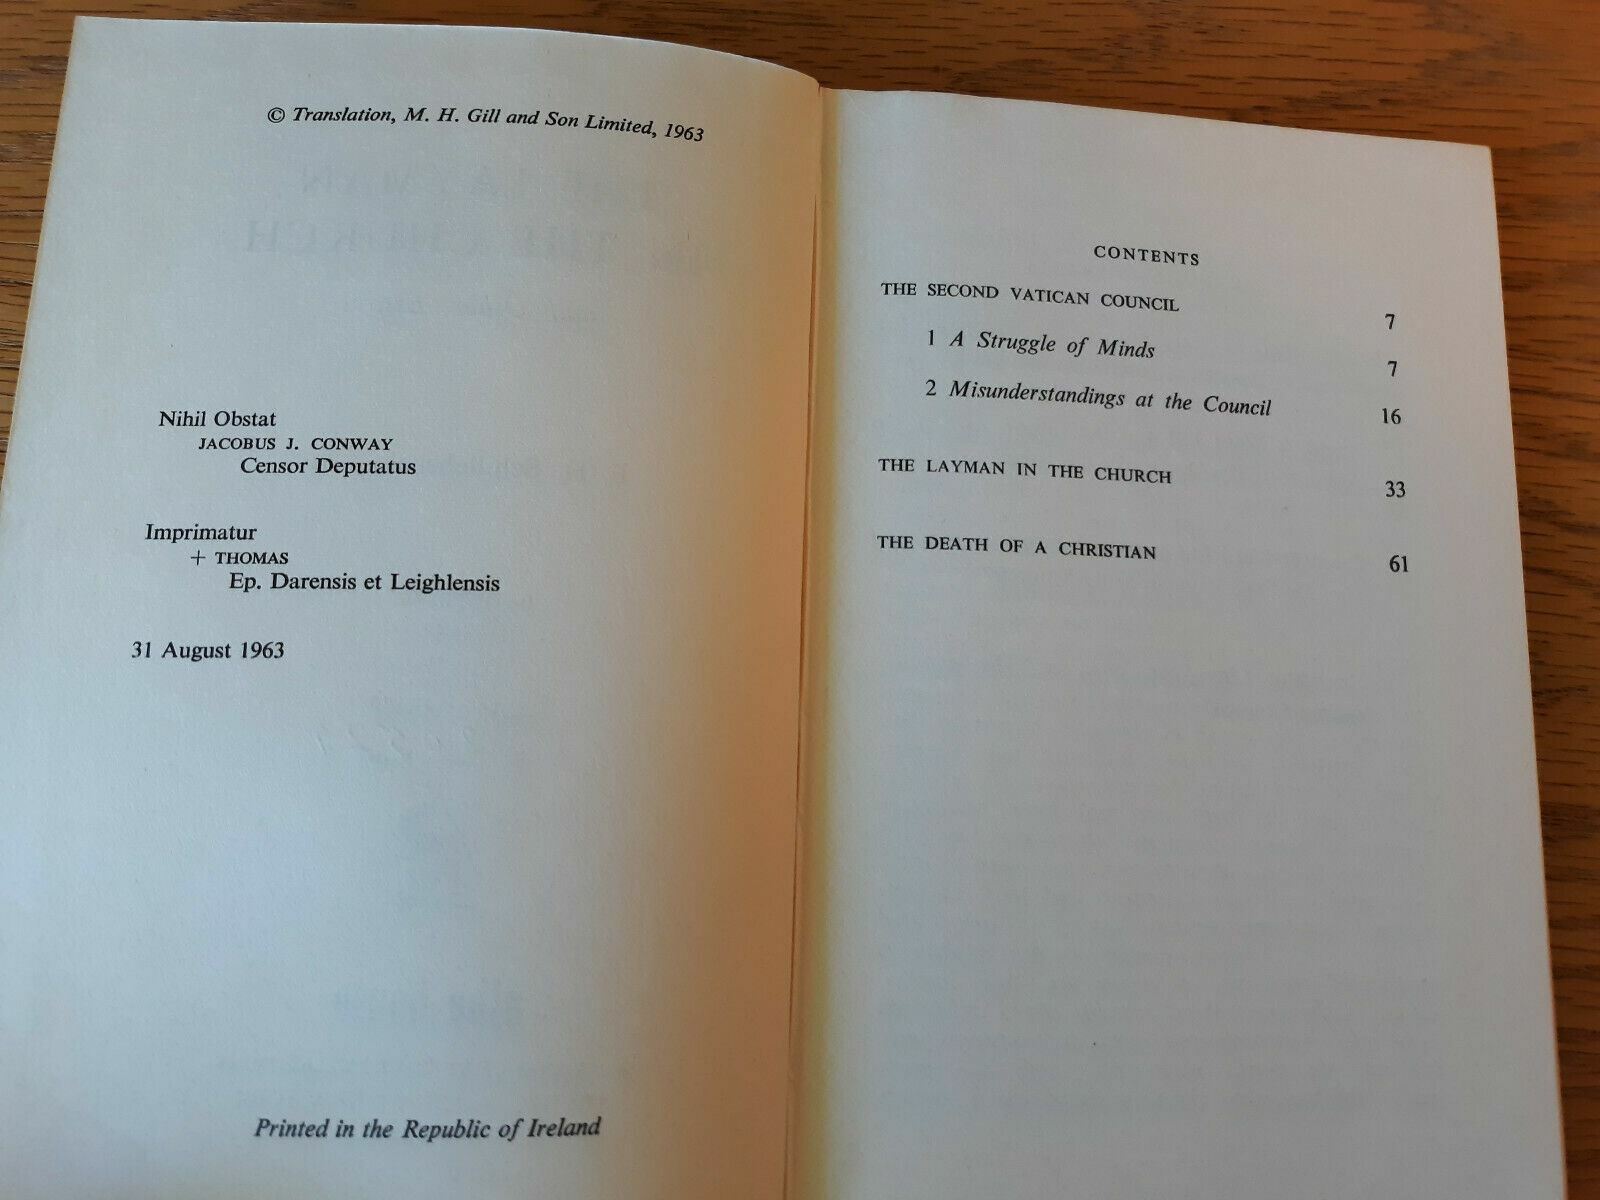 © Translation, M. H. Gill and Son Limited, 1963
Nihil Obstat
JACOBUS J. CONWAY
Censor Deputatus
Imprimatur
+ THOMAS
Ep. Darensis et Leighlensis
31 August 1963
Printed in the Republic of Ireland
CONTENTS
THE SECOND VATICAN COUNCIL 7
1 A Struggle of Minds 7
2 Misunderstandings at the Council 16
THE LAYMAN IN THE CHURCH 33
THE DEATH OF A CHRISTIAN 61